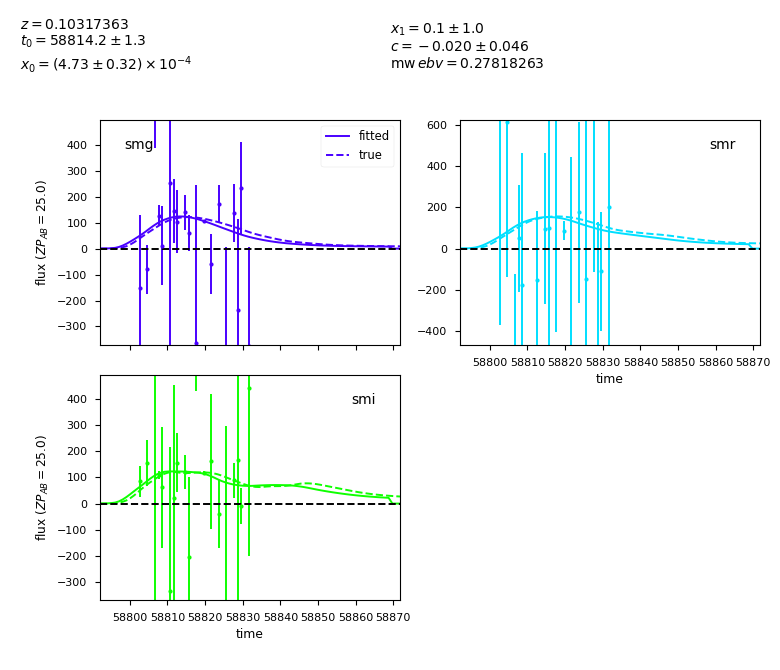 z = 0.10317363
t₀ = 58814.2 ± 1.3
x₀ = (4.73 ± 0.32) × 10⁻⁴
x₁ = 0.1 ± 1.0
c = −0.020 ± 0.046
mw ebv = 0.27818263
smg
fitted
true
400
300
200
100
0
−100
−200
−300
flux (ZP_AB = 25.0)
smr
600
400
200
0
−200
−400
58800 58810 58820 58830 58840 58850 58860 58870
time
smi
400
300
200
100
0
−100
−200
−300
flux (ZP_AB = 25.0)
58800 58810 58820 58830 58840 58850 58860 58870
time